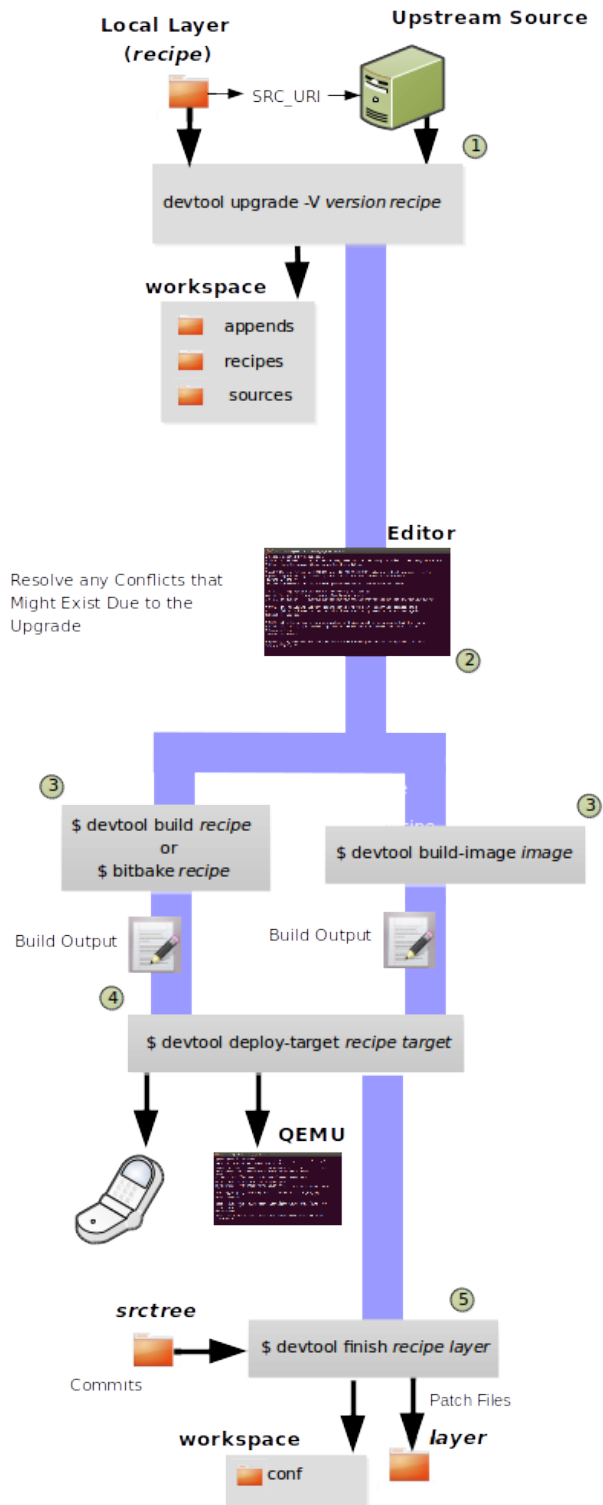 Local Layer
(recipe)
Upstream Source
SRC_URI
1
devtool upgrade -V version recipe
workspace
appends
recipes
sources
Editor
Resolve any Conflicts that
Might Exist Due to the
Upgrade
2
3
$ devtool build recipe
or
$ bitbake recipe
3
$ devtool build-image image
Build Output
Build Output
4
$ devtool deploy-target recipe target
QEMU
5
srctree
$ devtool finish recipe layer
Commits
Patch Files
workspace
layer
conf